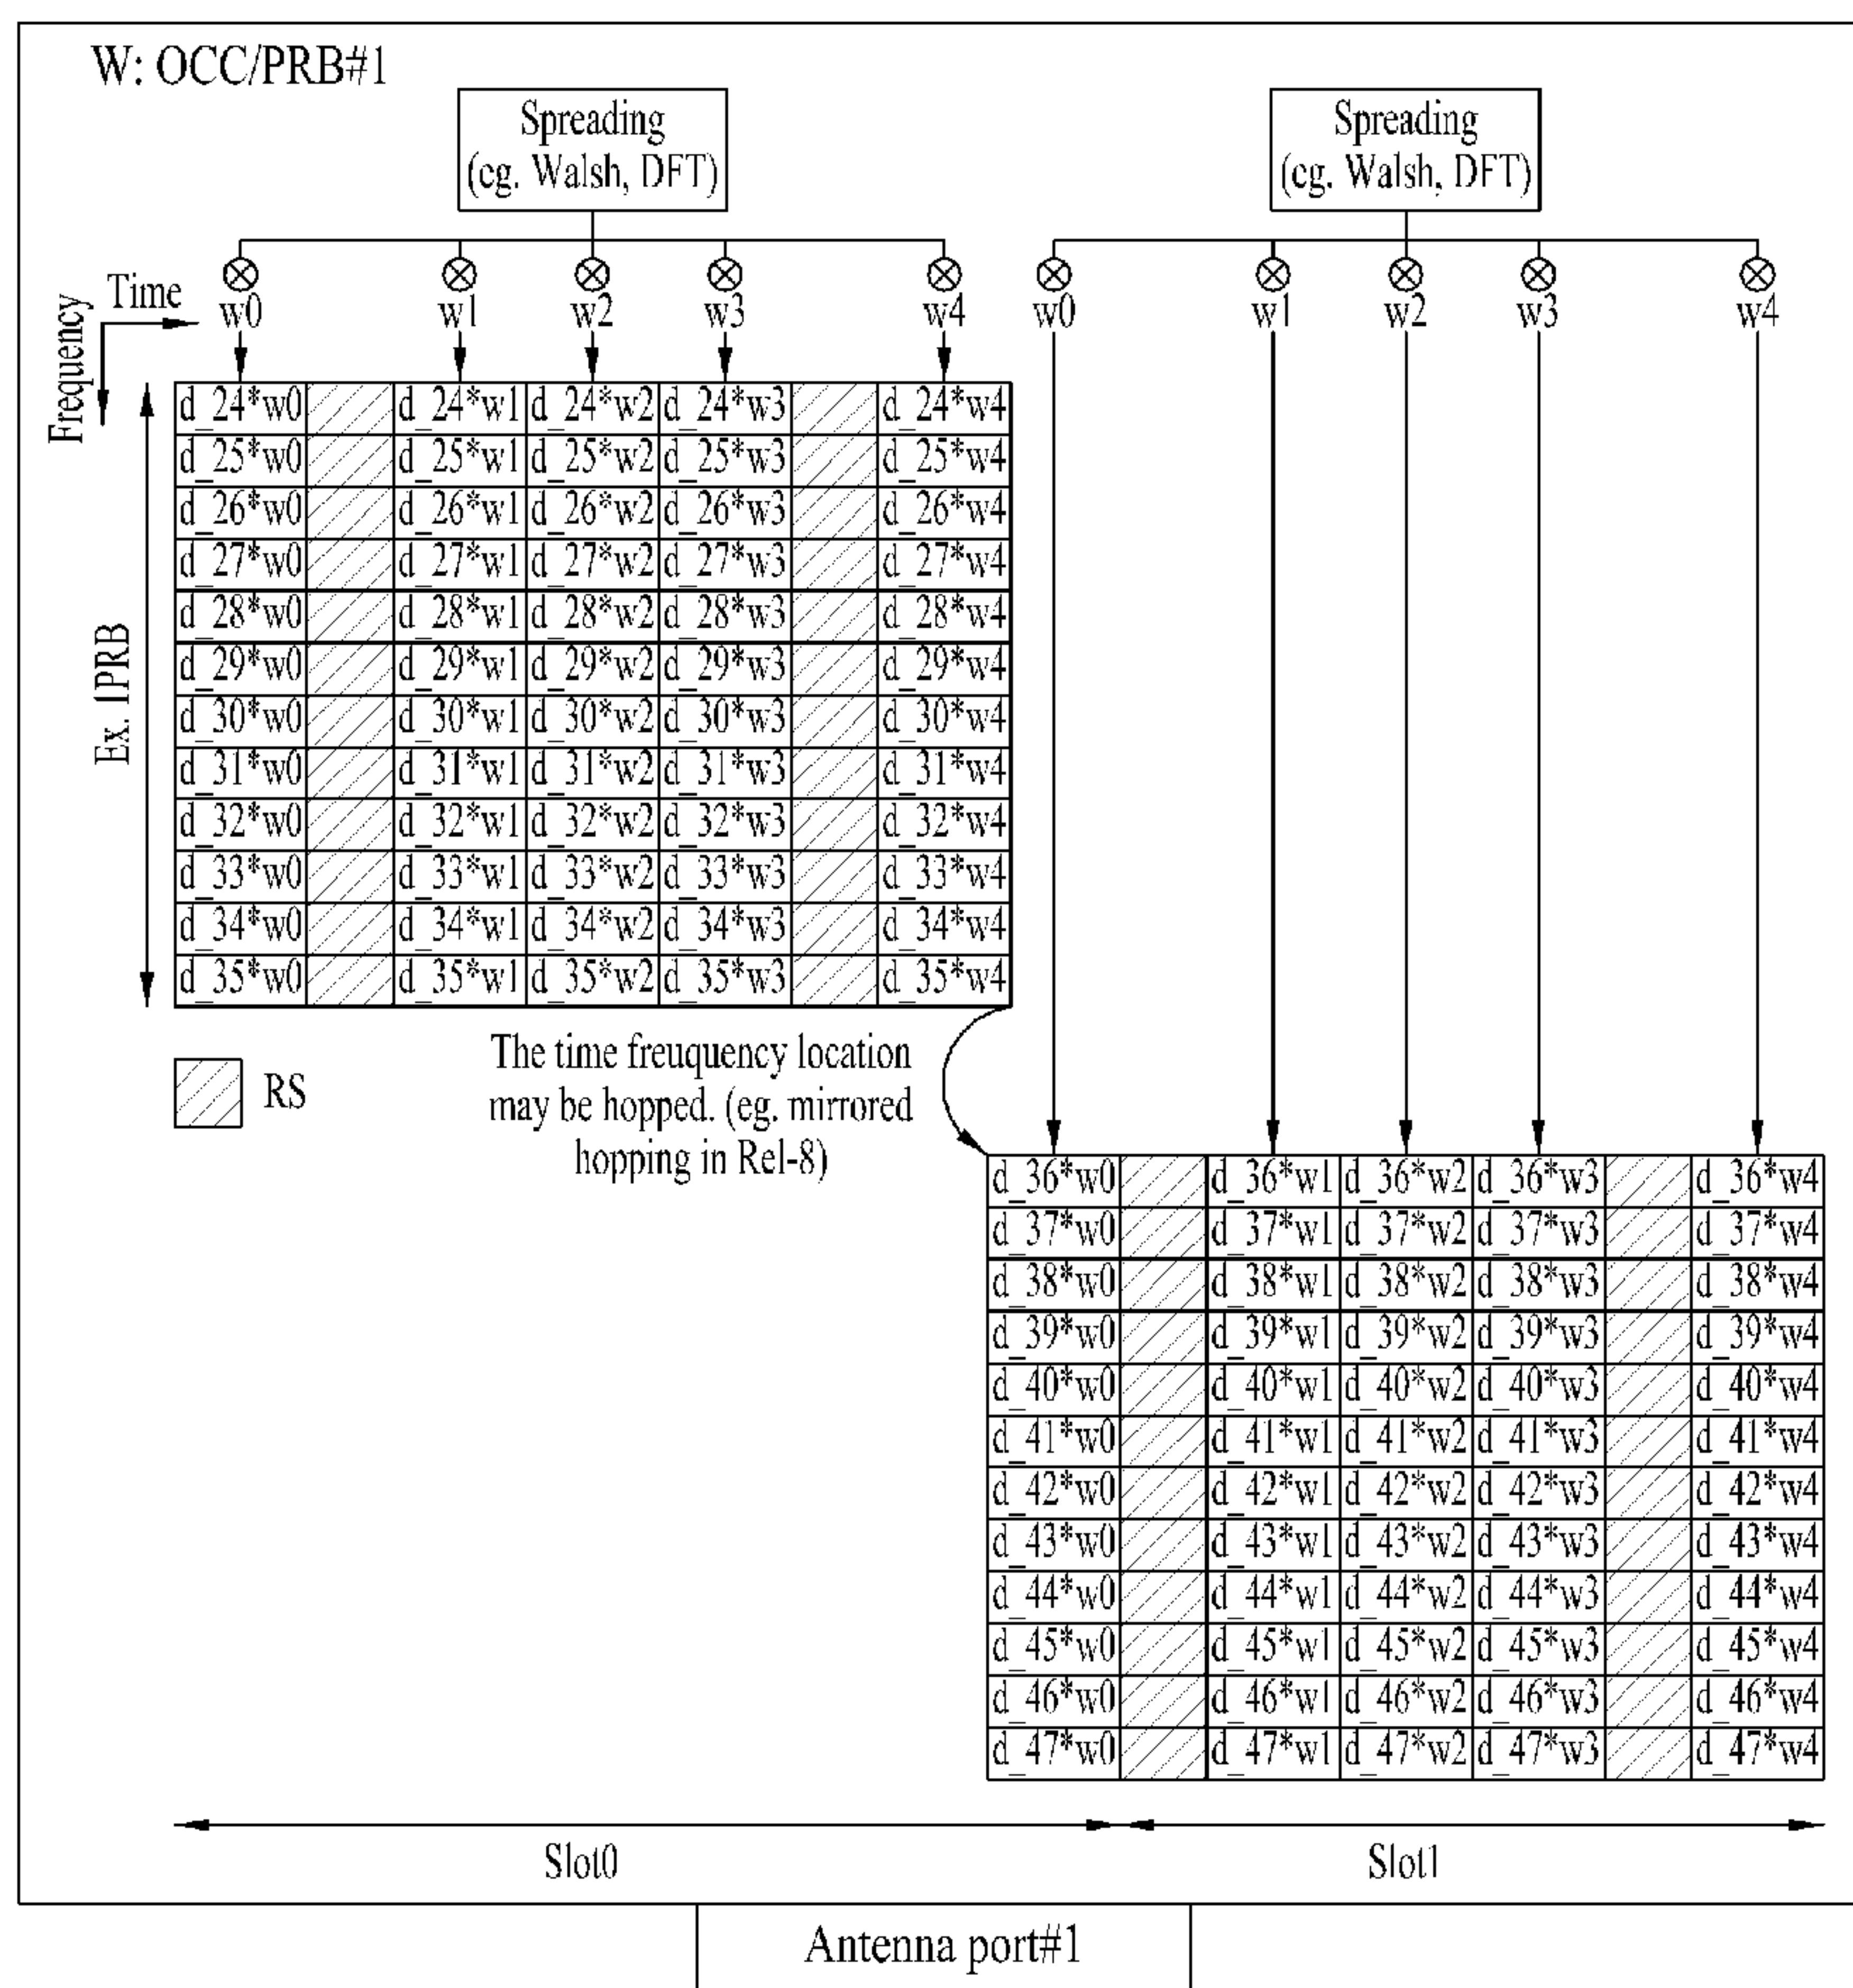 W: OCC/PRB#1
Spreading
(cg. Walsh, DFT)
Spreading
(cg. Walsh, DFT)
Time
Frequency
w0 w1 w2 w3 w4 w0 w1 w2 w3 w4
Ex. 1PRB
d_24*w0 d_24*w1 d_24*w2 d_24*w3 d_24*w4
d_25*w0 d_25*w1 d_25*w2 d_25*w3 d_25*w4
d_26*w0 d_26*w1 d_26*w2 d_26*w3 d_26*w4
d_27*w0 d_27*w1 d_27*w2 d_27*w3 d_27*w4
d_28*w0 d_28*w1 d_28*w2 d_28*w3 d_28*w4
d_29*w0 d_29*w1 d_29*w2 d_29*w3 d_29*w4
d_30*w0 d_30*w1 d_30*w2 d_30*w3 d_30*w4
d_31*w0 d_31*w1 d_31*w2 d_31*w3 d_31*w4
d_32*w0 d_32*w1 d_32*w2 d_32*w3 d_32*w4
d_33*w0 d_33*w1 d_33*w2 d_33*w3 d_33*w4
d_34*w0 d_34*w1 d_34*w2 d_34*w3 d_34*w4
d_35*w0 d_35*w1 d_35*w2 d_35*w3 d_35*w4
RS
The time freuquency location
may be hopped. (eg. mirrored
hopping in Rel-8)
d_36*w0 d_36*w1 d_36*w2 d_36*w3 d_36*w4
d_37*w0 d_37*w1 d_37*w2 d_37*w3 d_37*w4
d_38*w0 d_38*w1 d_38*w2 d_38*w3 d_38*w4
d_39*w0 d_39*w1 d_39*w2 d_39*w3 d_39*w4
d_40*w0 d_40*w1 d_40*w2 d_40*w3 d_40*w4
d_41*w0 d_41*w1 d_41*w2 d_41*w3 d_41*w4
d_42*w0 d_42*w1 d_42*w2 d_42*w3 d_42*w4
d_43*w0 d_43*w1 d_43*w2 d_43*w3 d_43*w4
d_44*w0 d_44*w1 d_44*w2 d_44*w3 d_44*w4
d_45*w0 d_45*w1 d_45*w2 d_45*w3 d_45*w4
d_46*w0 d_46*w1 d_46*w2 d_46*w3 d_46*w4
d_47*w0 d_47*w1 d_47*w2 d_47*w3 d_47*w4
Slot0 Slot1
Antenna port#1